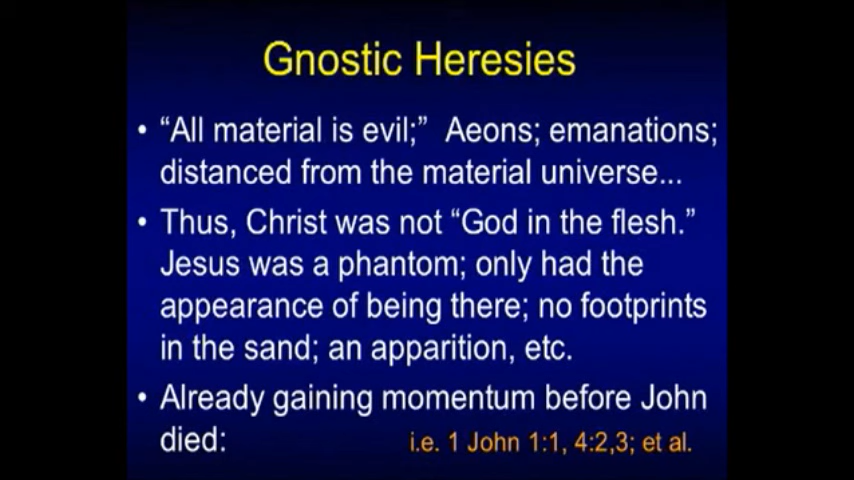 Gnostic Heresies
• “All material is evil;” Aeons; emanations;
distanced from the material universe...
• Thus, Christ was not “God in the flesh.”
Jesus was a phantom; only had the
appearance of being there; no footprints
in the sand; an apparition, etc.
• Already gaining momentum before John
died: i.e. 1 John 1:1, 4:2,3; et al.